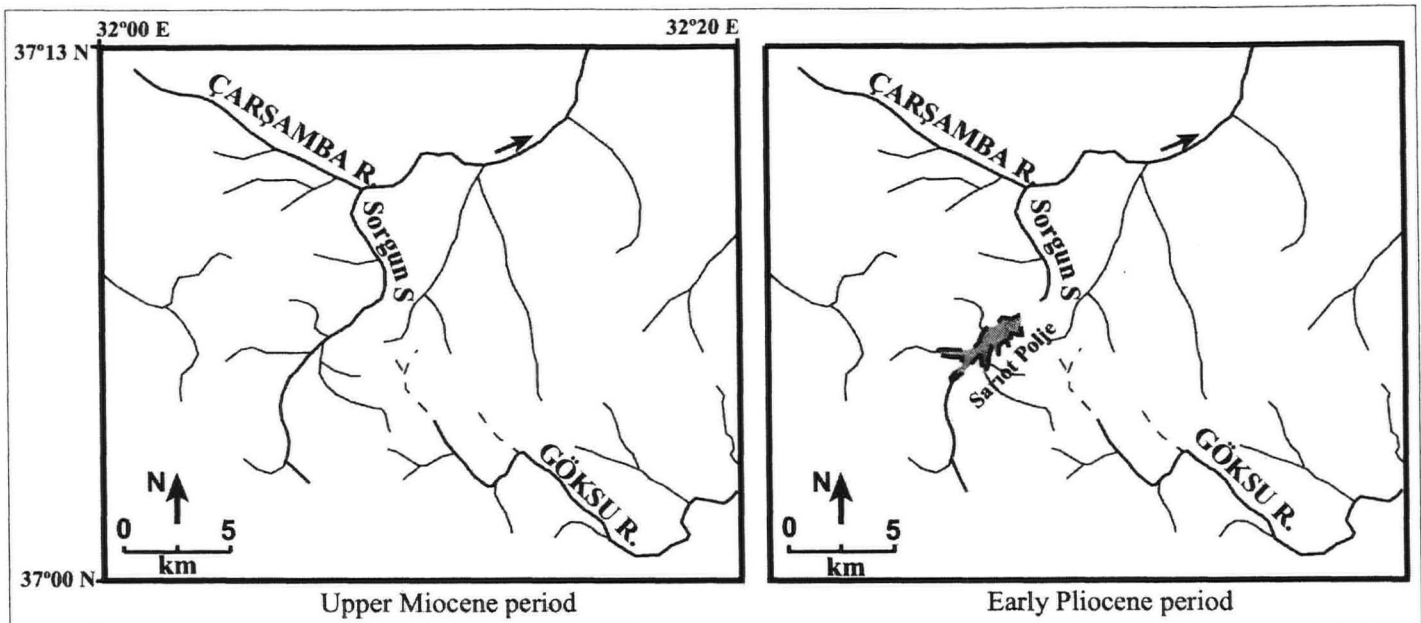 32°00 E
32°20 E
37°13 N
ÇARŞAMBA R.
Sorgun S
GÖKSU R.
N
0 5
km
37°00 N
Upper Miocene period
ÇARŞAMBA R.
Sorgun S
Sarıot Polje
GÖKSU R.
N
0 5
km
Early Pliocene period